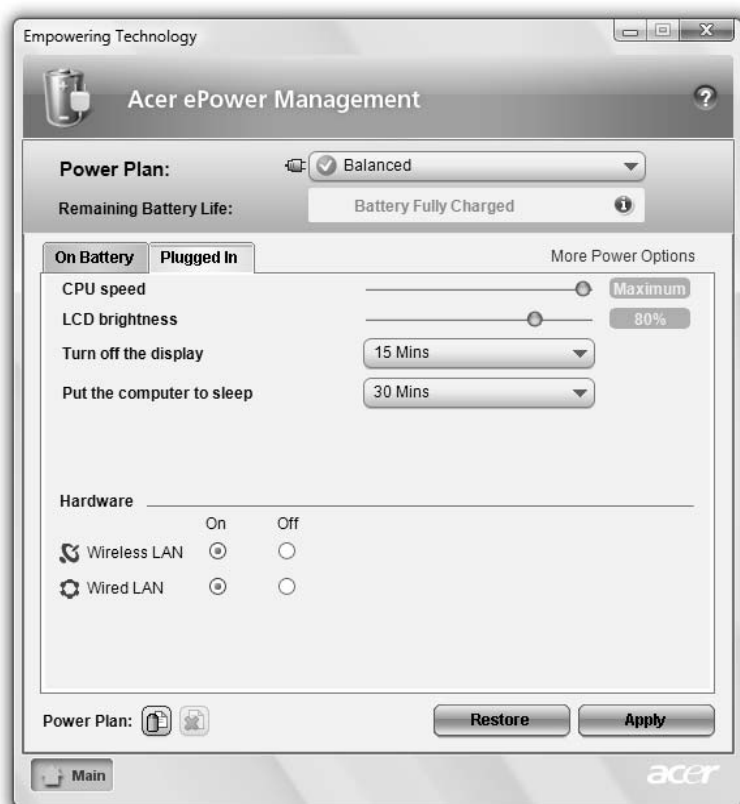 Empowering Technology
Acer ePower Management
Power Plan: Balanced
Remaining Battery Life: Battery Fully Charged
On Battery Plugged In More Power Options
CPU speed Maximum
LCD brightness 80%
Turn off the display 15 Mins
Put the computer to sleep 30 Mins
Hardware
On Off
Wireless LAN
Wired LAN
Power Plan: Restore Apply
Main acer